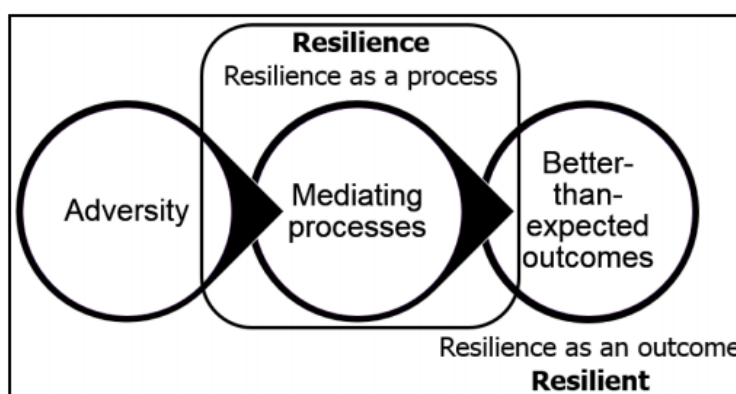 Resilience
Resilience as a process
Adversity
Mediating
processes
Better-
than-
expected
outcomes
Resilience as an outcome
Resilient